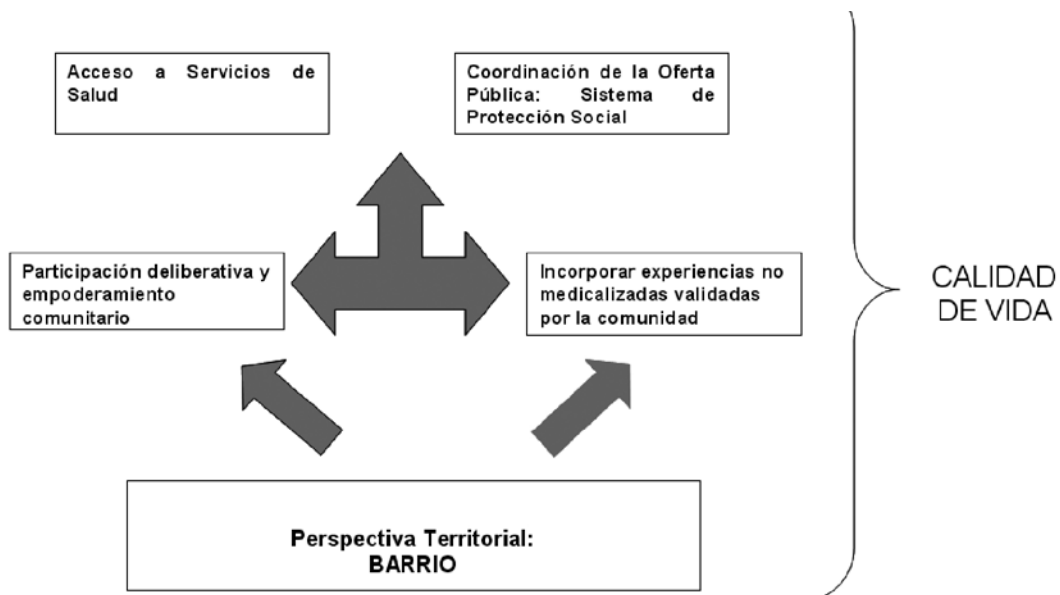 Acceso a Servicios de
Salud
Coordinación de la Oferta
Pública: Sistema de
Protección Social
Participación deliberativa y
empoderamiento
comunitario
Incorporar experiencias no
medicalizadas validadas
por la comunidad
CALIDAD
DE VIDA
Perspectiva Territorial:
BARRIO